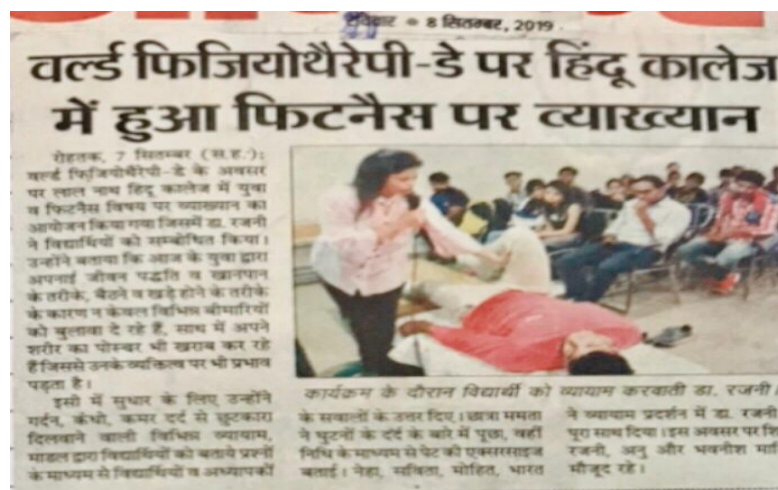 रविवार ● 8 सितम्बर, 2019
वर्ल्ड फिजियोथैरेपी-डे पर हिंदू कालेज
में हुआ फिटनैस पर व्याख्यान
रोहतक, 7 सितम्बर (स.ह.):
वर्ल्ड फिजियोथैरेपी-डे के अवसर
पर लाल नाथ हिंदू कालेज में युवा
व फिटनैस विषय पर व्याख्यान का
आयोजन किया गया जिसमें डा. रजनी
ने विद्यार्थियों को सम्बोधित किया।
उन्होंने बताया कि आज के युवा द्वारा
अपनाई जीवन पद्धति व खानपान
के तरीके, बैठने व खड़े होने के तरीके
के कारण न केवल विभिन्न बीमारियों
को बुलावा दे रहे हैं, साथ में अपने
शरीर का पोस्चर भी खराब कर रहे
हैं जिससे उनके व्यक्तित्व पर भी प्रभाव
पड़ता है।
इसी में सुधार के लिए उन्होंने
गर्दन, कंधो, कमर दर्द से छुटकारा
दिलवाने वाली विभिन्न व्यायाम,
माडल द्वारा विद्यार्थियों को बताये प्रश्नों
के माध्यम से विद्यार्थियों व अध्यापकों
कार्यक्रम के दौरान विद्यार्थी को व्यायाम करवाती डा. रजनी।
के सवालों के उत्तर दिए। छात्रा ममता
ने घुटनों के दर्द के बारे में पूछा, वहीं
निधि के माध्यम से पेट की एक्सरसाइज
बताई। नेहा, सविता, मोहित, भारत
ने व्यायाम प्रदर्शन में डा. रजनी
पूरा साथ दिया। इस अवसर पर
रजनी, अनु और भवनीश
मौजूद रहे।